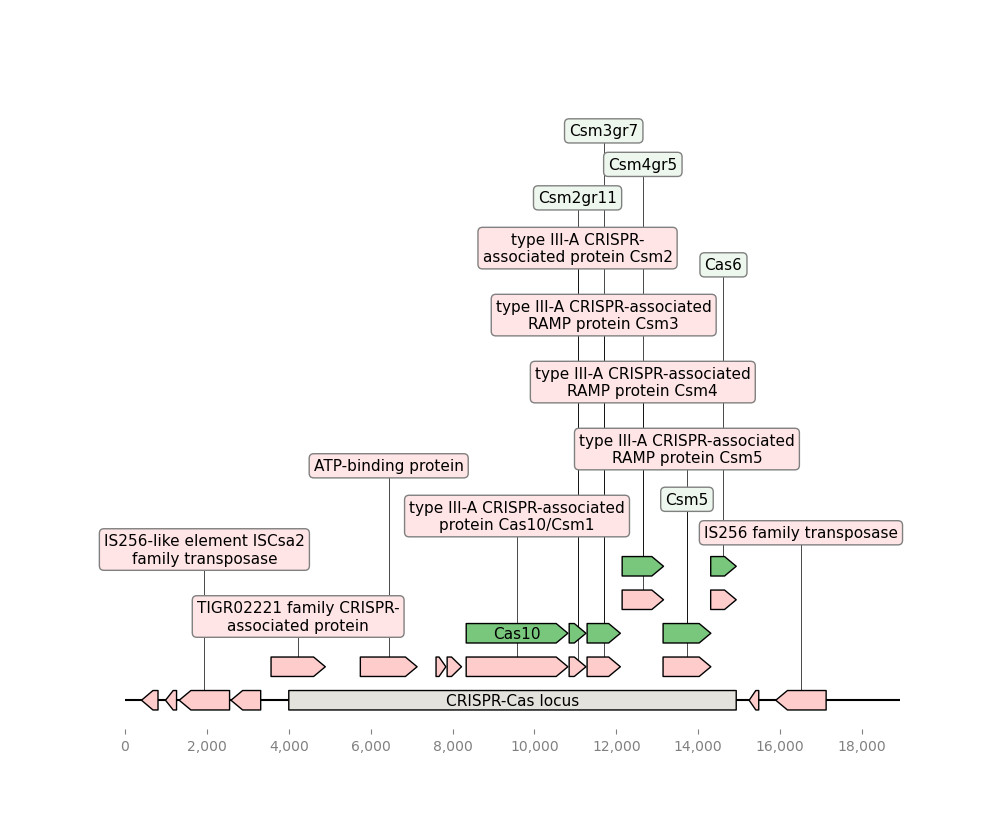 Csm3gr7
Csm4gr5
Csm2gr11
type III-A CRISPR-
associated protein Csm2
Cas6
type III-A CRISPR-associated
RAMP protein Csm3
type III-A CRISPR-associated
RAMP protein Csm4
type III-A CRISPR-associated
RAMP protein Csm5
ATP-binding protein
Csm5
type III-A CRISPR-associated
protein Cas10/Csm1
IS256 family transposase
IS256-like element ISCsa2
family transposase
TIGR02221 family CRISPR-
associated protein
Cas10
CRISPR-Cas locus
0 2,000 4,000 6,000 8,000 10,000 12,000 14,000 16,000 18,000